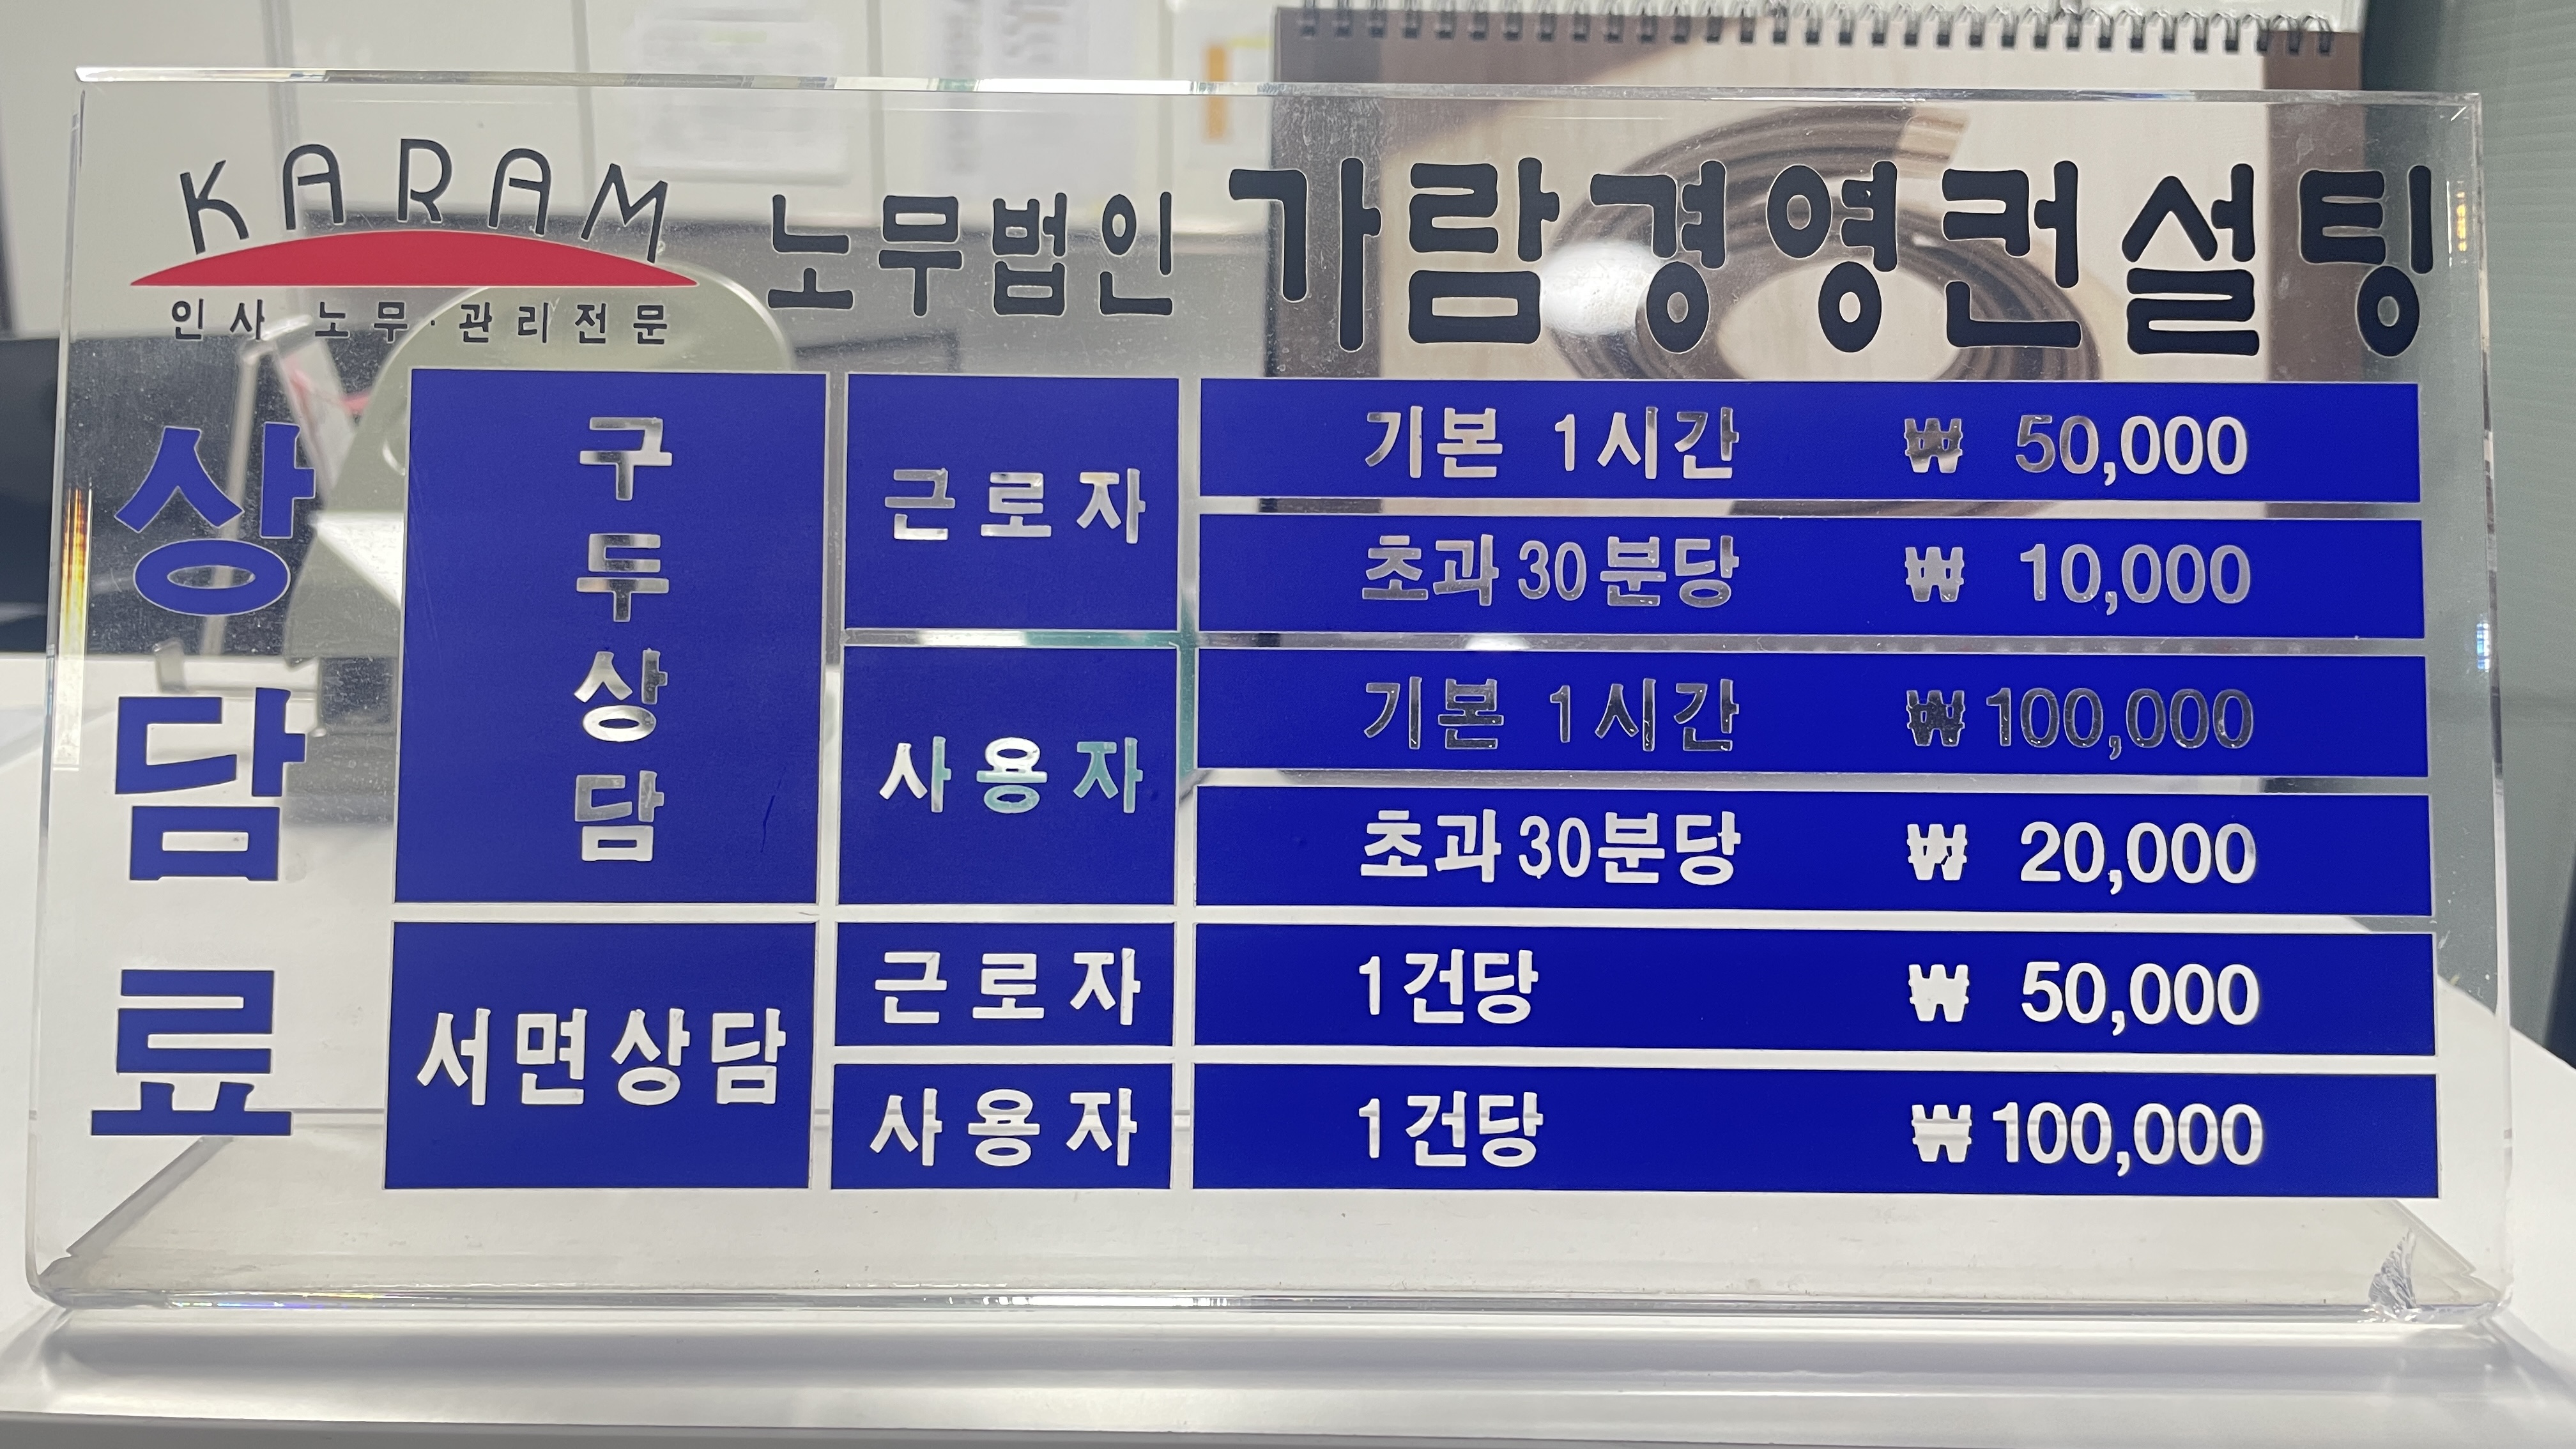 KARAM
인사 노무·관리전문
노무법인 가람경영컨설팅
상담료
구두상담
근로자
기본 1시간 ₩ 50,000
초과 30분당 ₩ 10,000
사용자
기본 1시간 ₩ 100,000
초과 30분당 ₩ 20,000
서면상담
근로자 1건당 ₩ 50,000
사용자 1건당 ₩ 100,000